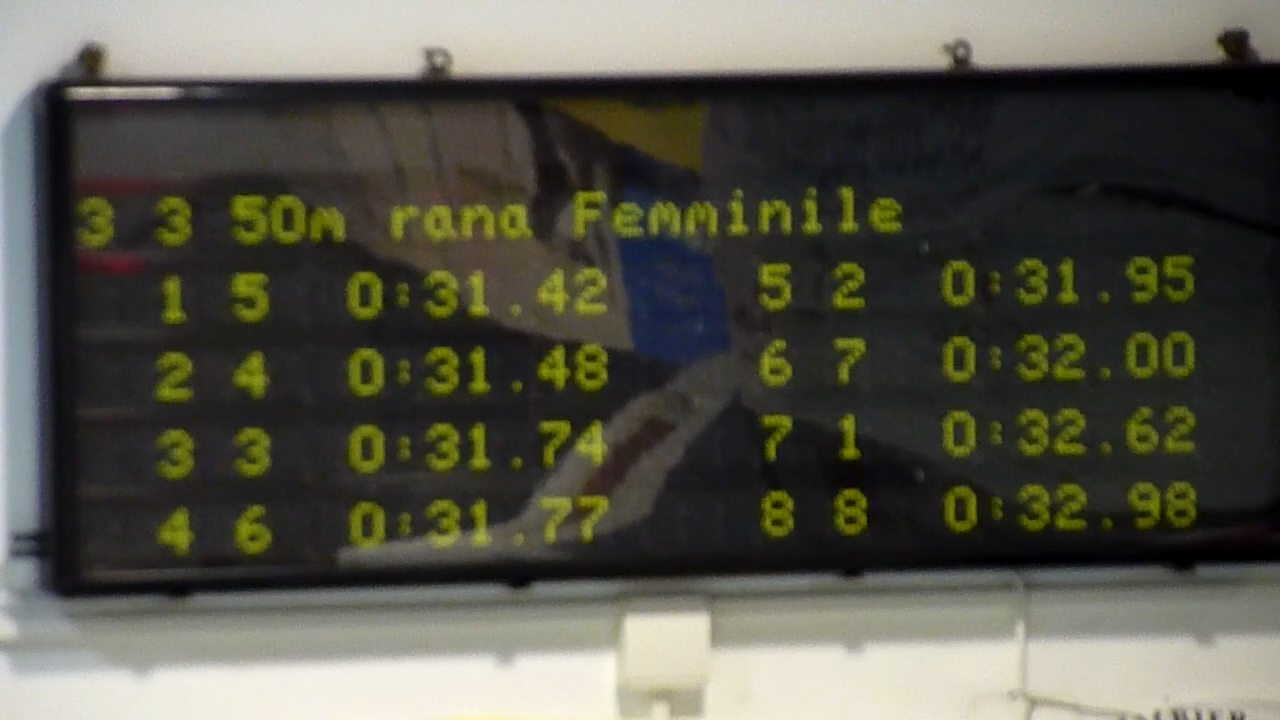 3 3 50m rana Femminile
1 5 0:31.42 5 2 0:31.95
2 4 0:31.48 6 7 0:32.00
3 3 0:31.74 7 1 0:32.62
4 6 0:31.77 8 8 0:32.98